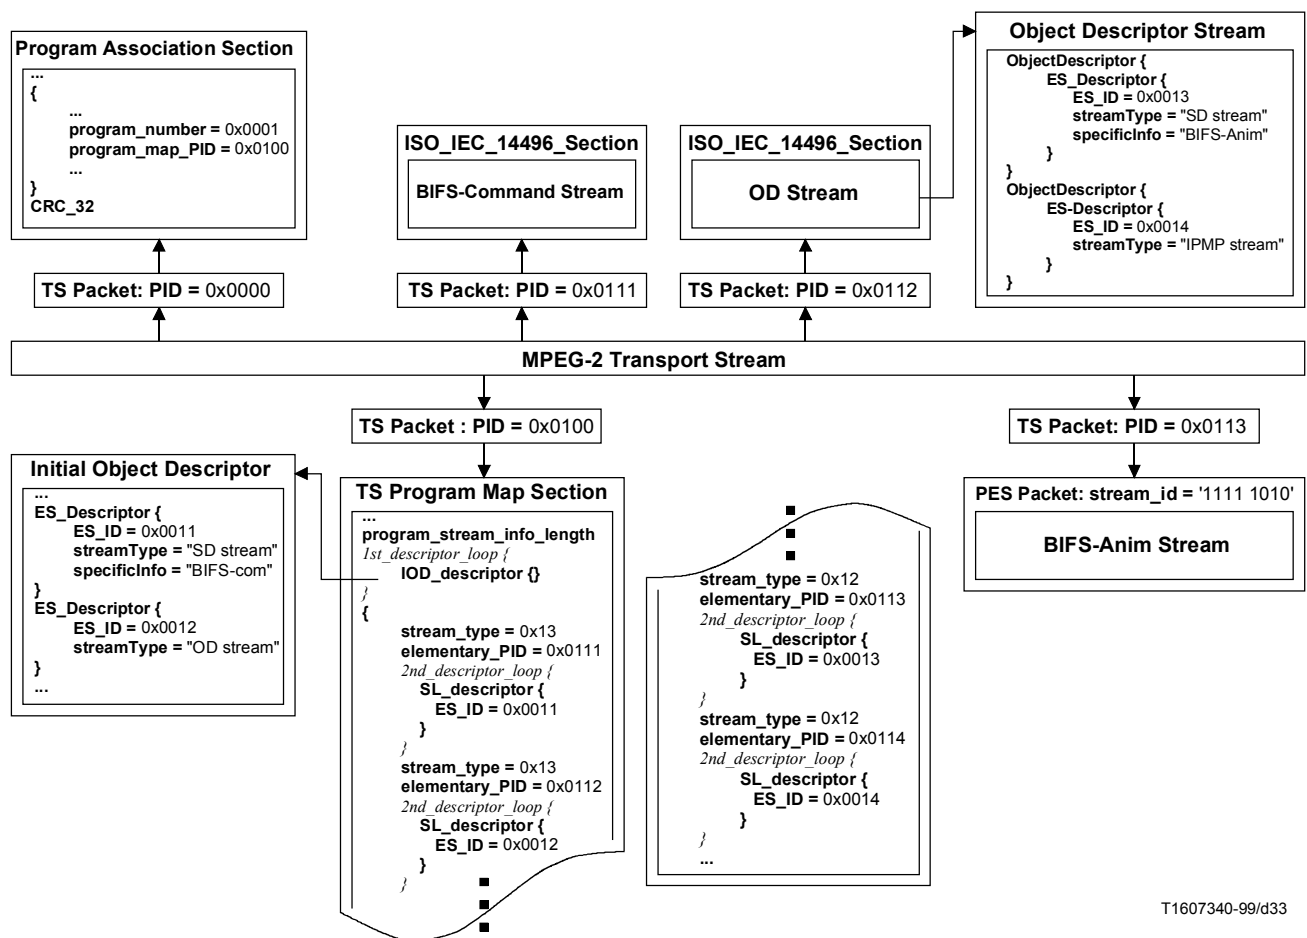 Program Association Section
...
{
...
program_number = 0x0001
program_map_PID = 0x0100
...
}
CRC_32
TS Packet: PID = 0x0000
ISO_IEC_14496_Section
BIFS-Command Stream
TS Packet: PID = 0x0111
ISO_IEC_14496_Section
OD Stream
TS Packet: PID = 0x0112
Object Descriptor Stream
ObjectDescriptor {
ES_Descriptor {
ES_ID = 0x0013
streamType = "SD stream"
specificInfo = "BIFS-Anim"
}
}
ObjectDescriptor {
ES-Descriptor {
ES_ID = 0x0014
streamType = "IPMP stream"
}
}
MPEG-2 Transport Stream
TS Packet : PID = 0x0100
TS Packet: PID = 0x0113
Initial Object Descriptor
...
ES_Descriptor {
ES_ID = 0x0011
streamType = "SD stream"
specificInfo = "BIFS-com"
}
ES_Descriptor {
ES_ID = 0x0012
streamType = "OD stream"
}
...
TS Program Map Section
...
program_stream_info_length
1st_descriptor_loop {
IOD_descriptor {}
}
{
stream_type = 0x13
elementary_PID = 0x0111
2nd_descriptor_loop {
SL_descriptor {
ES_ID = 0x0011
}
}
stream_type = 0x13
elementary_PID = 0x0112
2nd_descriptor_loop {
SL_descriptor {
ES_ID = 0x0012
}
}
stream_type = 0x12
elementary_PID = 0x0113
2nd_descriptor_loop {
SL_descriptor {
ES_ID = 0x0013
}
}
stream_type = 0x12
elementary_PID = 0x0114
2nd_descriptor_loop {
SL_descriptor {
ES_ID = 0x0014
}
}
...
PES Packet: stream_id = '1111 1010'
BIFS-Anim Stream
T1607340-99/d33